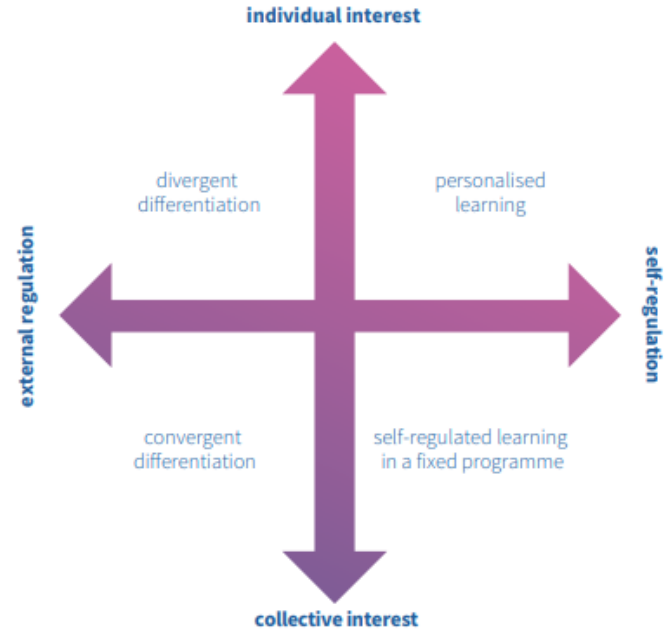 individual interest
divergent
differentiation
personalised
learning
external regulation
self-regulation
convergent
differentiation
self-regulated learning
in a fixed programme
collective interest